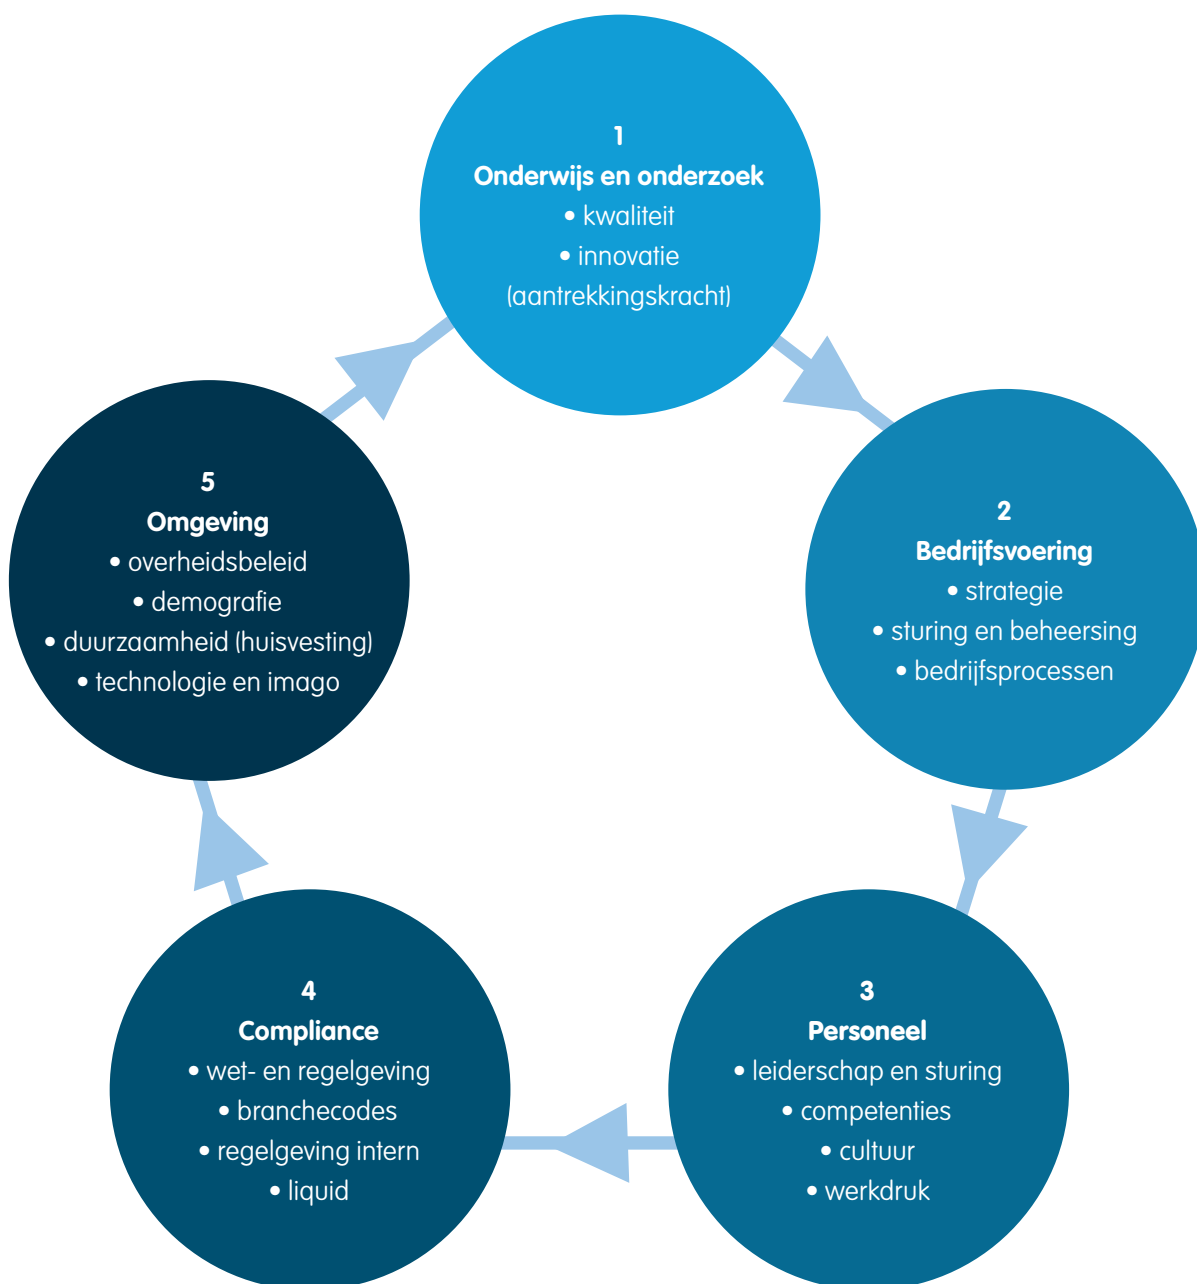 1
Onderwijs en onderzoek
• kwaliteit
• innovatie
(aantrekkingskracht)
2
Bedrijfsvoering
• strategie
• sturing en beheersing
• bedrijfsprocessen
3
Personeel
• leiderschap en sturing
• competenties
• cultuur
• werkdruk
4
Compliance
• wet- en regelgeving
• branchecodes
• regelgeving intern
• liquid
5
Omgeving
• overheidsbeleid
• demografie
• duurzaamheid (huisvesting)
• technologie en imago